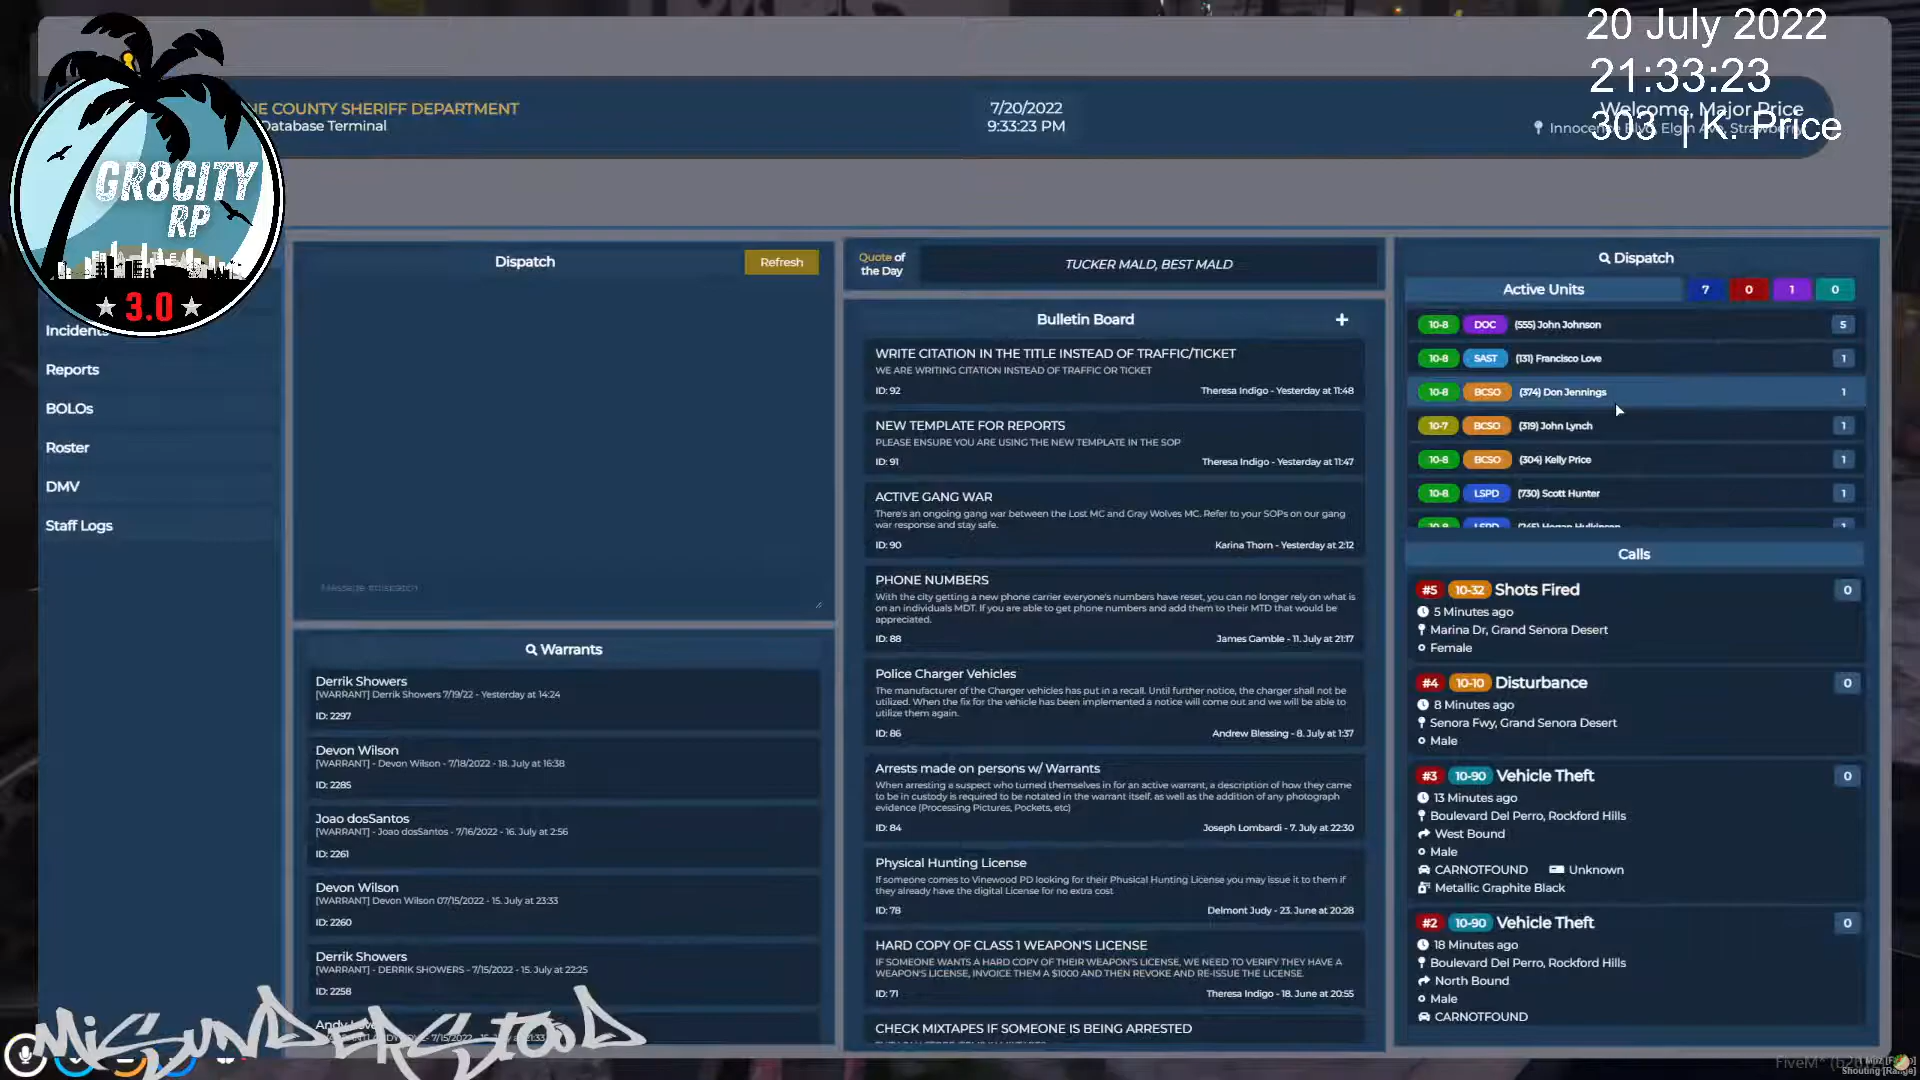 20 July 2022
21:33:23
303 | K. Price
GR8CITY
RP
3.0
COUNTY SHERIFF DEPARTMENT
Database Terminal
7/20/2022
9:33:23 PM
Welcome, Major Price
Elgin Ave, Strawberry
Incidents
Reports
BOLOs
Roster
DMV
Staff Logs
Dispatch
Refresh
Message #dispatch
Warrants
Derrik Showers
[WARRANT] Derrik Showers 7/19/22 - Yesterday at 14:24
ID: 2297
Devon Wilson
[WARRANT] - Devon Wilson - 7/18/2022 - 18. July at 16:38
ID: 2285
Joao dosSantos
[WARRANT] - Joao dosSantos - 7/16/2022 - 16. July at 2:56
ID: 2261
Devon Wilson
[WARRANT] Devon Wilson 07/15/2022 - 15. July at 23:33
ID: 2260
Derrik Showers
[WARRANT] - DERRIK SHOWERS - 7/15/2022 - 15. July at 22:25
ID: 2258
MiSUNDERSTOOD
Quote of
the Day
TUCKER MALD, BEST MALD
Bulletin Board +
WRITE CITATION IN THE TITLE INSTEAD OF TRAFFIC/TICKET
WE ARE WRITING CITATION INSTEAD OF TRAFFIC OR TICKET
ID: 92 Theresa Indigo - Yesterday at 11:48
NEW TEMPLATE FOR REPORTS
PLEASE ENSURE YOU ARE USING THE NEW TEMPLATE IN THE SOP
ID: 91 Theresa Indigo - Yesterday at 11:47
ACTIVE GANG WAR
There's an ongoing gang war between the Lost MC and Gray Wolves MC. Refer to your SOPs on our gang
war response and stay safe.
ID: 90 Karina Thorn - Yesterday at 2:12
PHONE NUMBERS
With the city getting a new phone carrier everyone's numbers have reset, you can no longer rely on what is
on an individuals MDT. If you are able to get phone numbers and add them to their MTD that would be
appreciated.
ID: 88 James Gamble - 11. July at 21:17
Police Charger Vehicles
The manufacturer of the Charger vehicles has put in a recall. Until further notice, the charger shall not be
utilized. When the fix for the vehicle has been implemented a notice will come out and we will be able to
utilize them again.
ID: 86 Andrew Blessing - 8. July at 1:37
Arrests made on persons w/ Warrants
When arresting a suspect who turned themselves in for an active warrant, a description of how they came
to be in custody is required to be notated in the warrant itself, as well as the addition of any photograph
evidence (Processing Pictures, Pockets, etc)
ID: 84 Joseph Lombardi - 7. July at 22:30
Physical Hunting License
If someone comes to Vinewood PD looking for their Phusical Hunting License you may issue it to them if
they already have the digital License for no extra cost
ID: 78 Delmont Judy - 23. June at 20:28
HARD COPY OF CLASS 1 WEAPON'S LICENSE
IF SOMEONE WANTS A HARD COPY OF THEIR WEAPON'S LICENSE, WE NEED TO VERIFY THEY HAVE A
WEAPON'S LICENSE, INVOICE THEM A $1000 AND THEN REVOKE AND RE-ISSUE THE LICENSE.
ID: 71 Theresa Indigo - 18. June at 20:55
CHECK MIXTAPES IF SOMEONE IS BEING ARRESTED
Dispatch
Active Units 7 0 1 0
10-8 DOC (555) John Johnson 5
10-8 SAST (131) Francisco Love 1
10-8 BCSO (374) Don Jennings 1
10-7 BCSO (319) John Lynch 1
10-8 BCSO (304) Kelly Price 1
10-8 LSPD (730) Scott Hunter 1
Calls
#5 10-32 Shots Fired 0
5 Minutes ago
Marina Dr, Grand Senora Desert
Female
#4 10-10 Disturbance 0
8 Minutes ago
Senora Fwy, Grand Senora Desert
Male
#3 10-90 Vehicle Theft 0
13 Minutes ago
Boulevard Del Perro, Rockford Hills
West Bound
Male
CARNOTFOUND Unknown
Metallic Graphite Black
#2 10-90 Vehicle Theft 0
18 Minutes ago
Boulevard Del Perro, Rockford Hills
North Bound
Male
CARNOTFOUND
FiveM*
Shouting [Range]